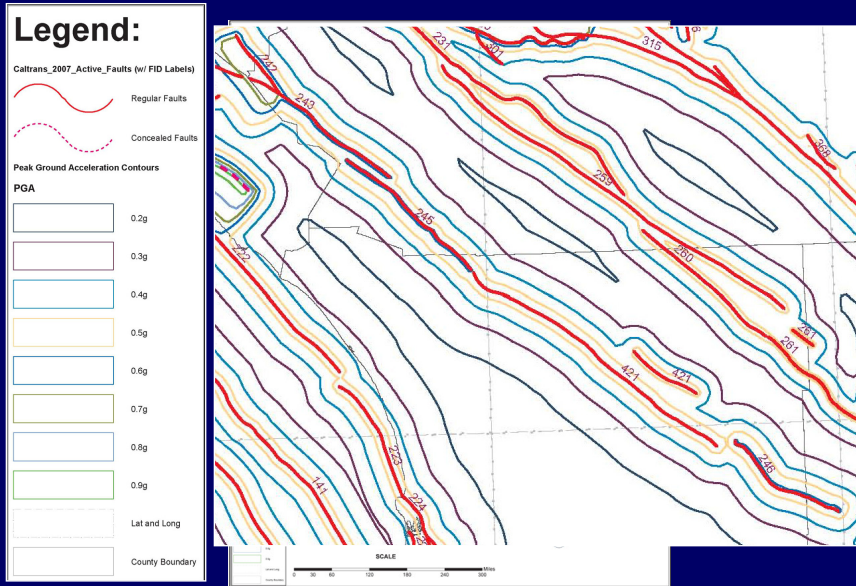 Legend:
Caltrans_2007_Active_Faults (w/ FID Labels)
Regular Faults
Concealed Faults
Peak Ground Acceleration Contours
PGA
0.2g
0.3g
0.4g
0.5g
0.6g
0.7g
0.8g
0.9g
Lat and Long
County Boundary
242
243
231
301
315
368
259
245
222
260
261
261
421
421
246
223
224
141
SCALE
0 30 60 120 180 240 300
Miles